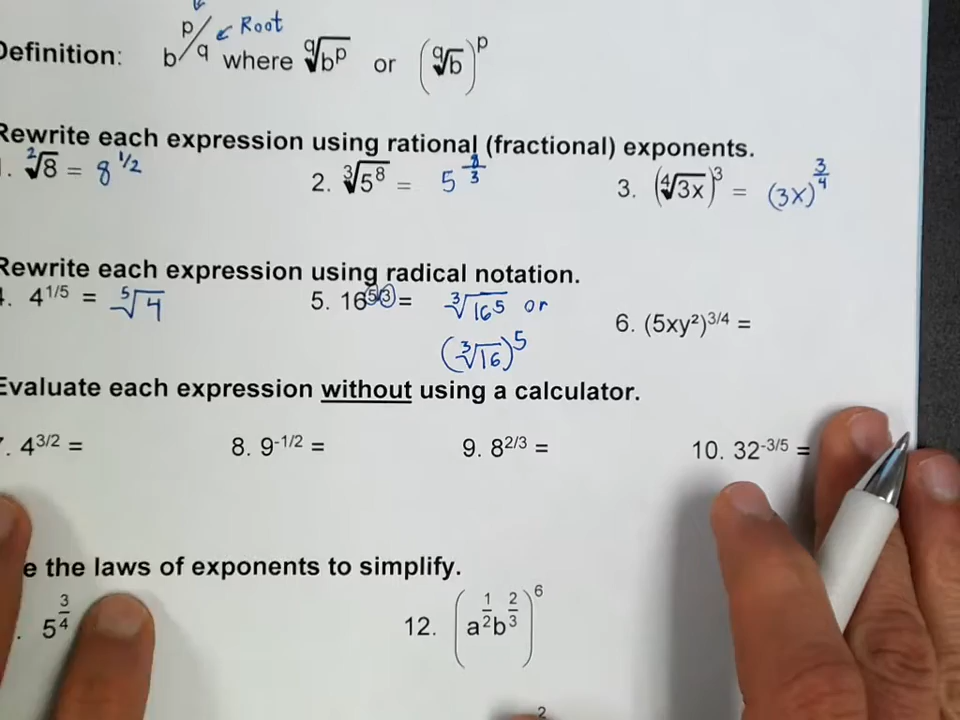 p/q ↙ Root
Definition: b^(p/q) where ᑫ√b^p or (ᑫ√b)^p
Rewrite each expression using rational (fractional) exponents.
. ²√8 = 8^(1/2) 2. ³√5⁸ = 5^(8/3) 3. (⁴√3x)³ = (3x)^(3/4)
Rewrite each expression using radical notation.
. 4^(1/5) = ⁵√4 5. 16^(5/3) = ³√16⁵ or (³√16)⁵ 6. (5xy²)^(3/4) =
Evaluate each expression without using a calculator.
. 4^(3/2) = 8. 9^(-1/2) = 9. 8^(2/3) = 10. 32^(-3/5) =
e the laws of exponents to simplify.
. 5^(3/4) 12. (a^(1/2)b^(2/3))^6
2